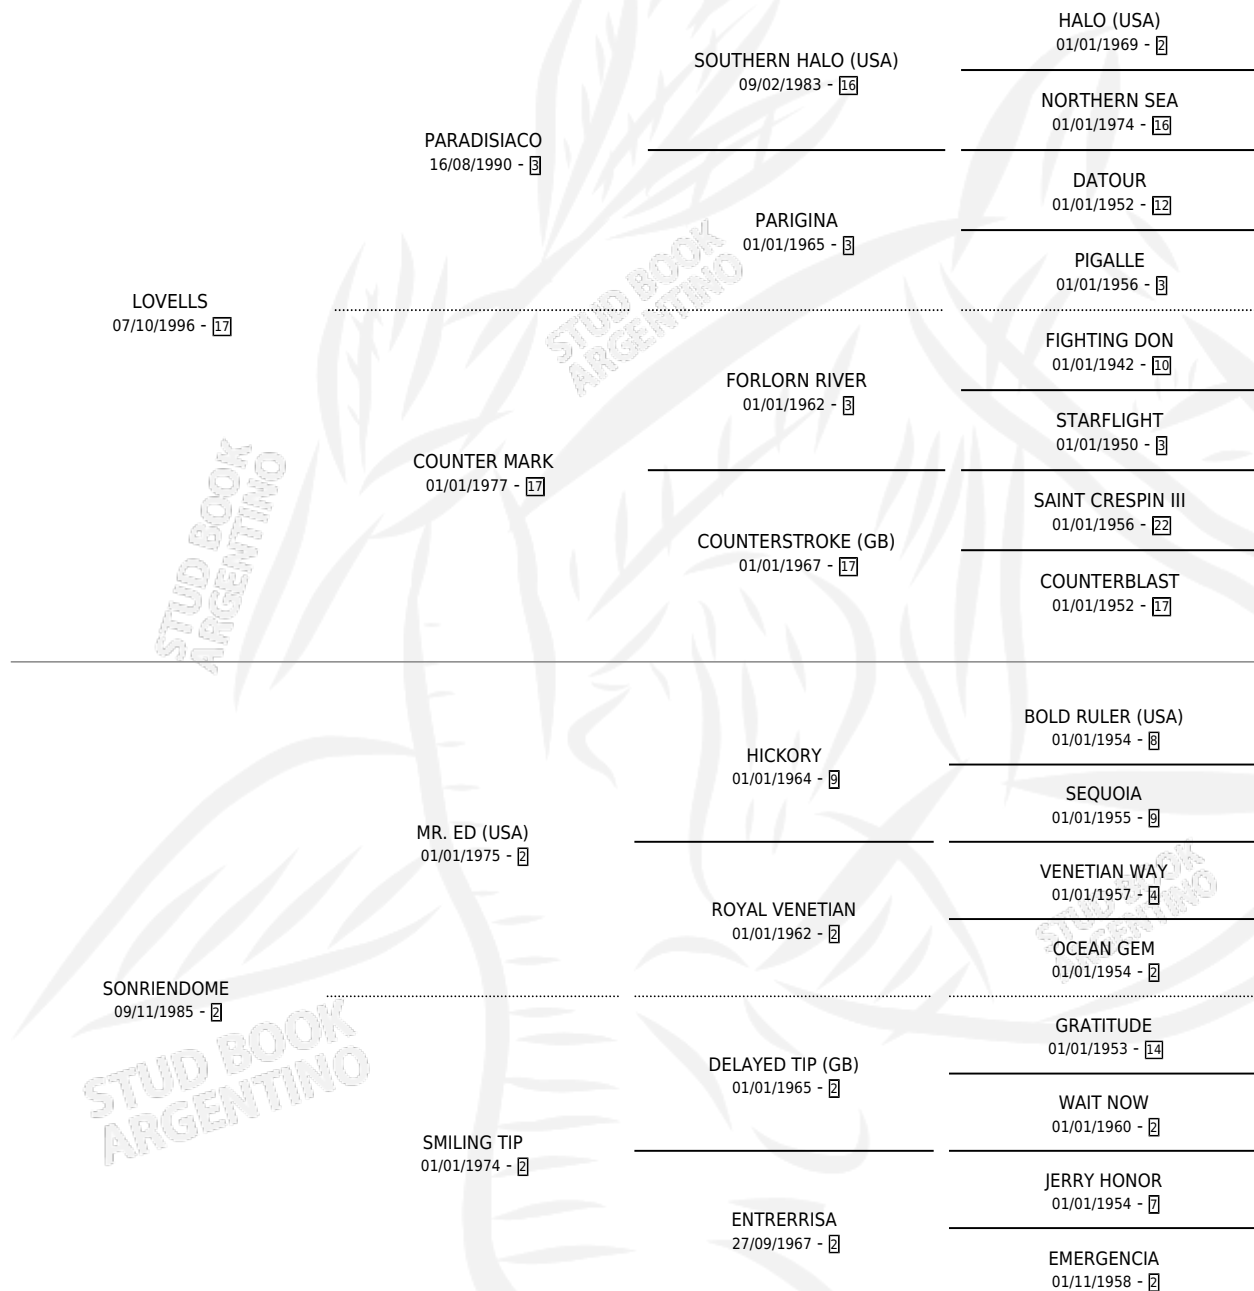 HALO (USA)
01/01/1969 - 2
SOUTHERN HALO (USA)
09/02/1983 - 16
NORTHERN SEA
01/01/1974 - 16
PARADISIACO
16/08/1990 - 3
DATOUR
01/01/1952 - 12
PARIGINA
01/01/1965 - 3
PIGALLE
01/01/1956 - 3
LOVELLS
07/10/1996 - 17
FIGHTING DON
01/01/1942 - 10
FORLORN RIVER
01/01/1962 - 3
STARFLIGHT
01/01/1950 - 3
COUNTER MARK
01/01/1977 - 17
SAINT CRESPIN III
01/01/1956 - 22
COUNTERSTROKE (GB)
01/01/1967 - 17
COUNTERBLAST
01/01/1952 - 17
BOLD RULER (USA)
01/01/1954 - 8
HICKORY
01/01/1964 - 9
SEQUOIA
01/01/1955 - 9
MR. ED (USA)
01/01/1975 - 2
VENETIAN WAY
01/01/1957 - 4
ROYAL VENETIAN
01/01/1962 - 2
OCEAN GEM
01/01/1954 - 2
SONRIENDOME
09/11/1985 - 2
GRATITUDE
01/01/1953 - 14
DELAYED TIP (GB)
01/01/1965 - 2
WAIT NOW
01/01/1960 - 2
SMILING TIP
01/01/1974 - 2
JERRY HONOR
01/01/1954 - 7
ENTRERRISA
27/09/1967 - 2
EMERGENCIA
01/11/1958 - 2
STUD BOOK
ARGENTINO
STUD BOOK
ARGENTINO
STUD BOOK
ARGENTINO
STUD BOOK
ARGENTINO